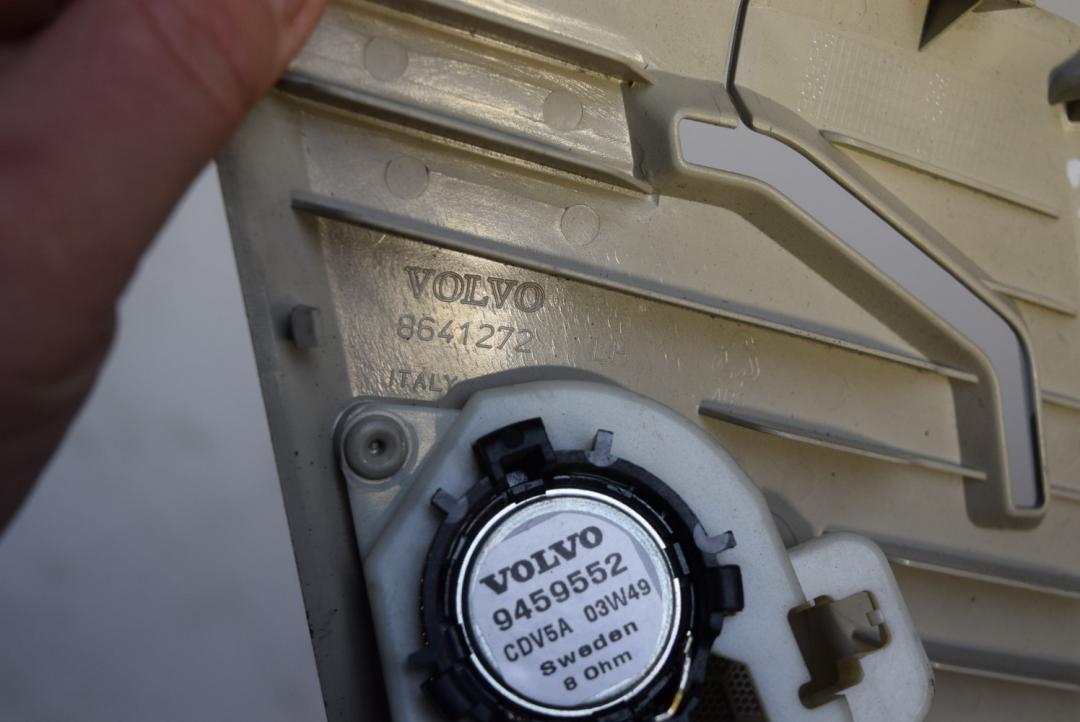 VOLVO
8641272
ITALY
VOLVO
9459552
CDV5A 03W49
Sweden
8 Ohm